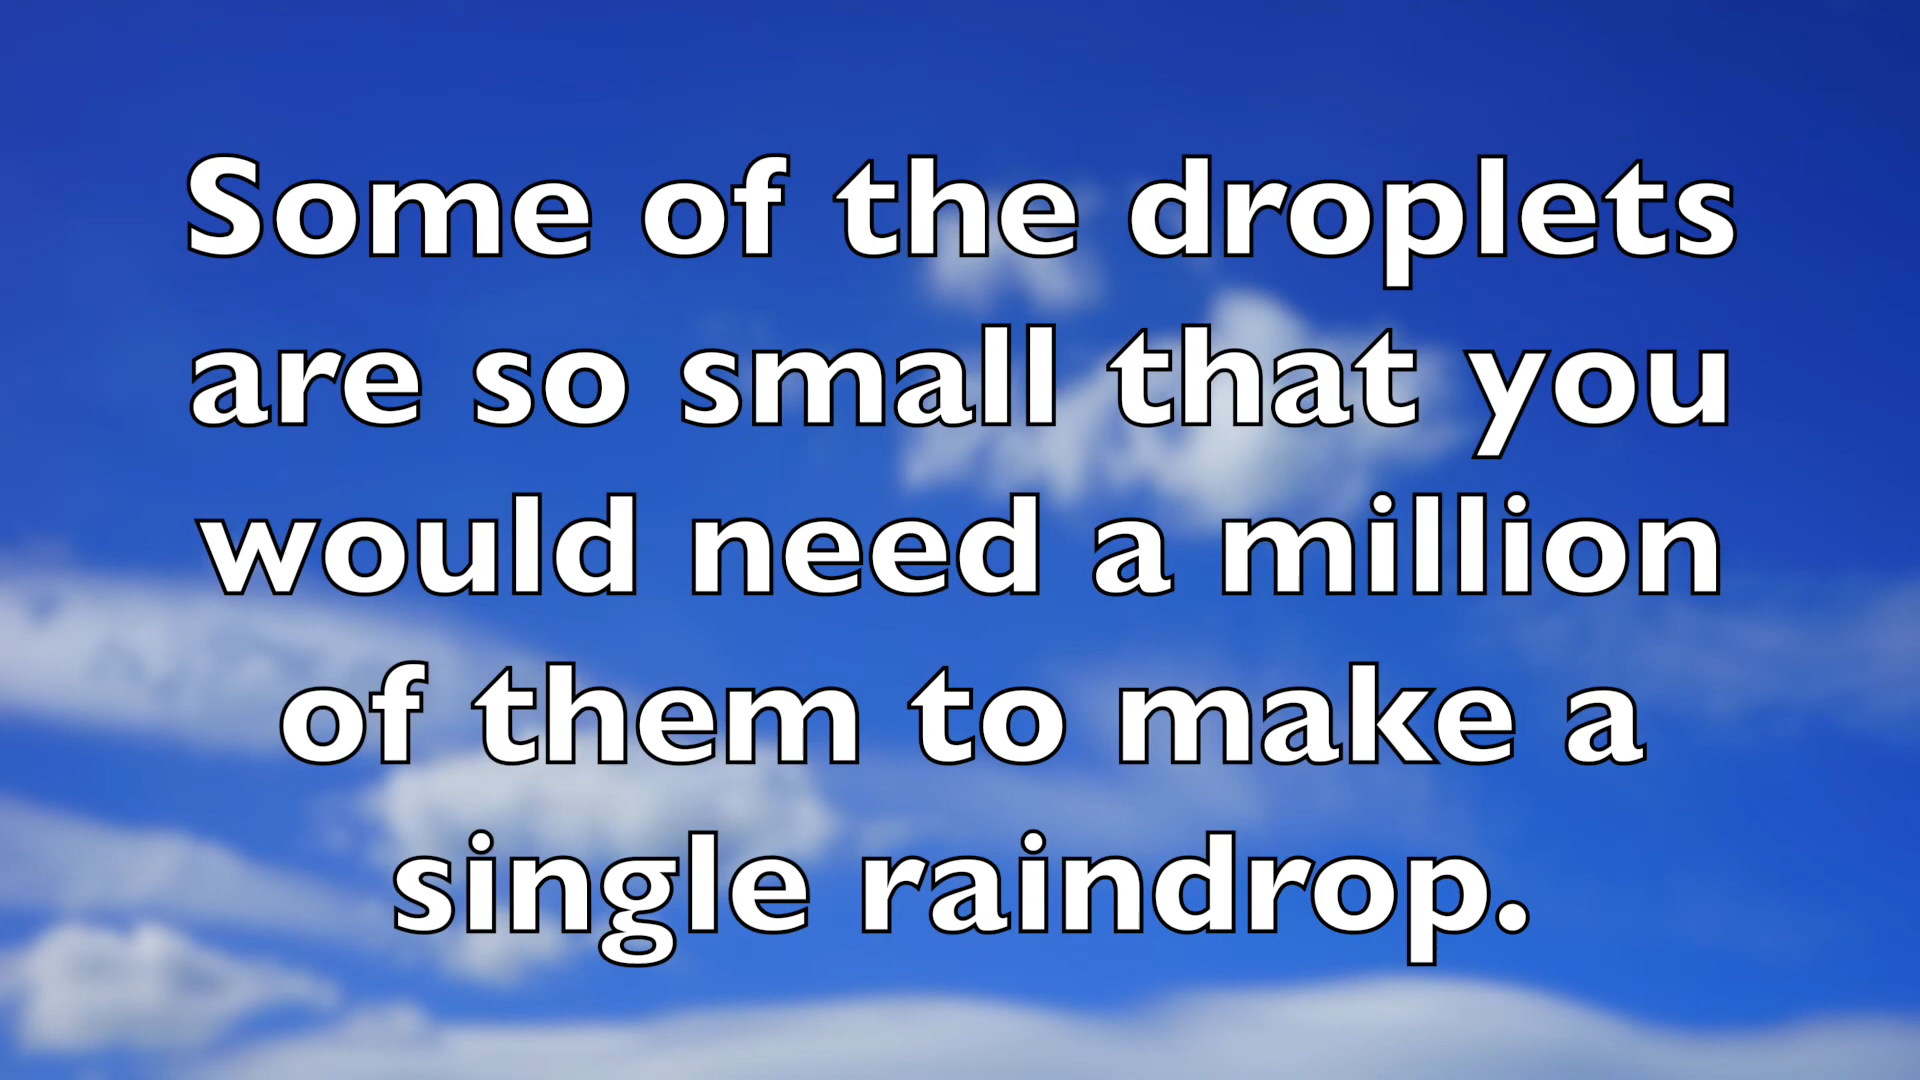 Some of the droplets
are so small that you
would need a million
of them to make a
single raindrop.